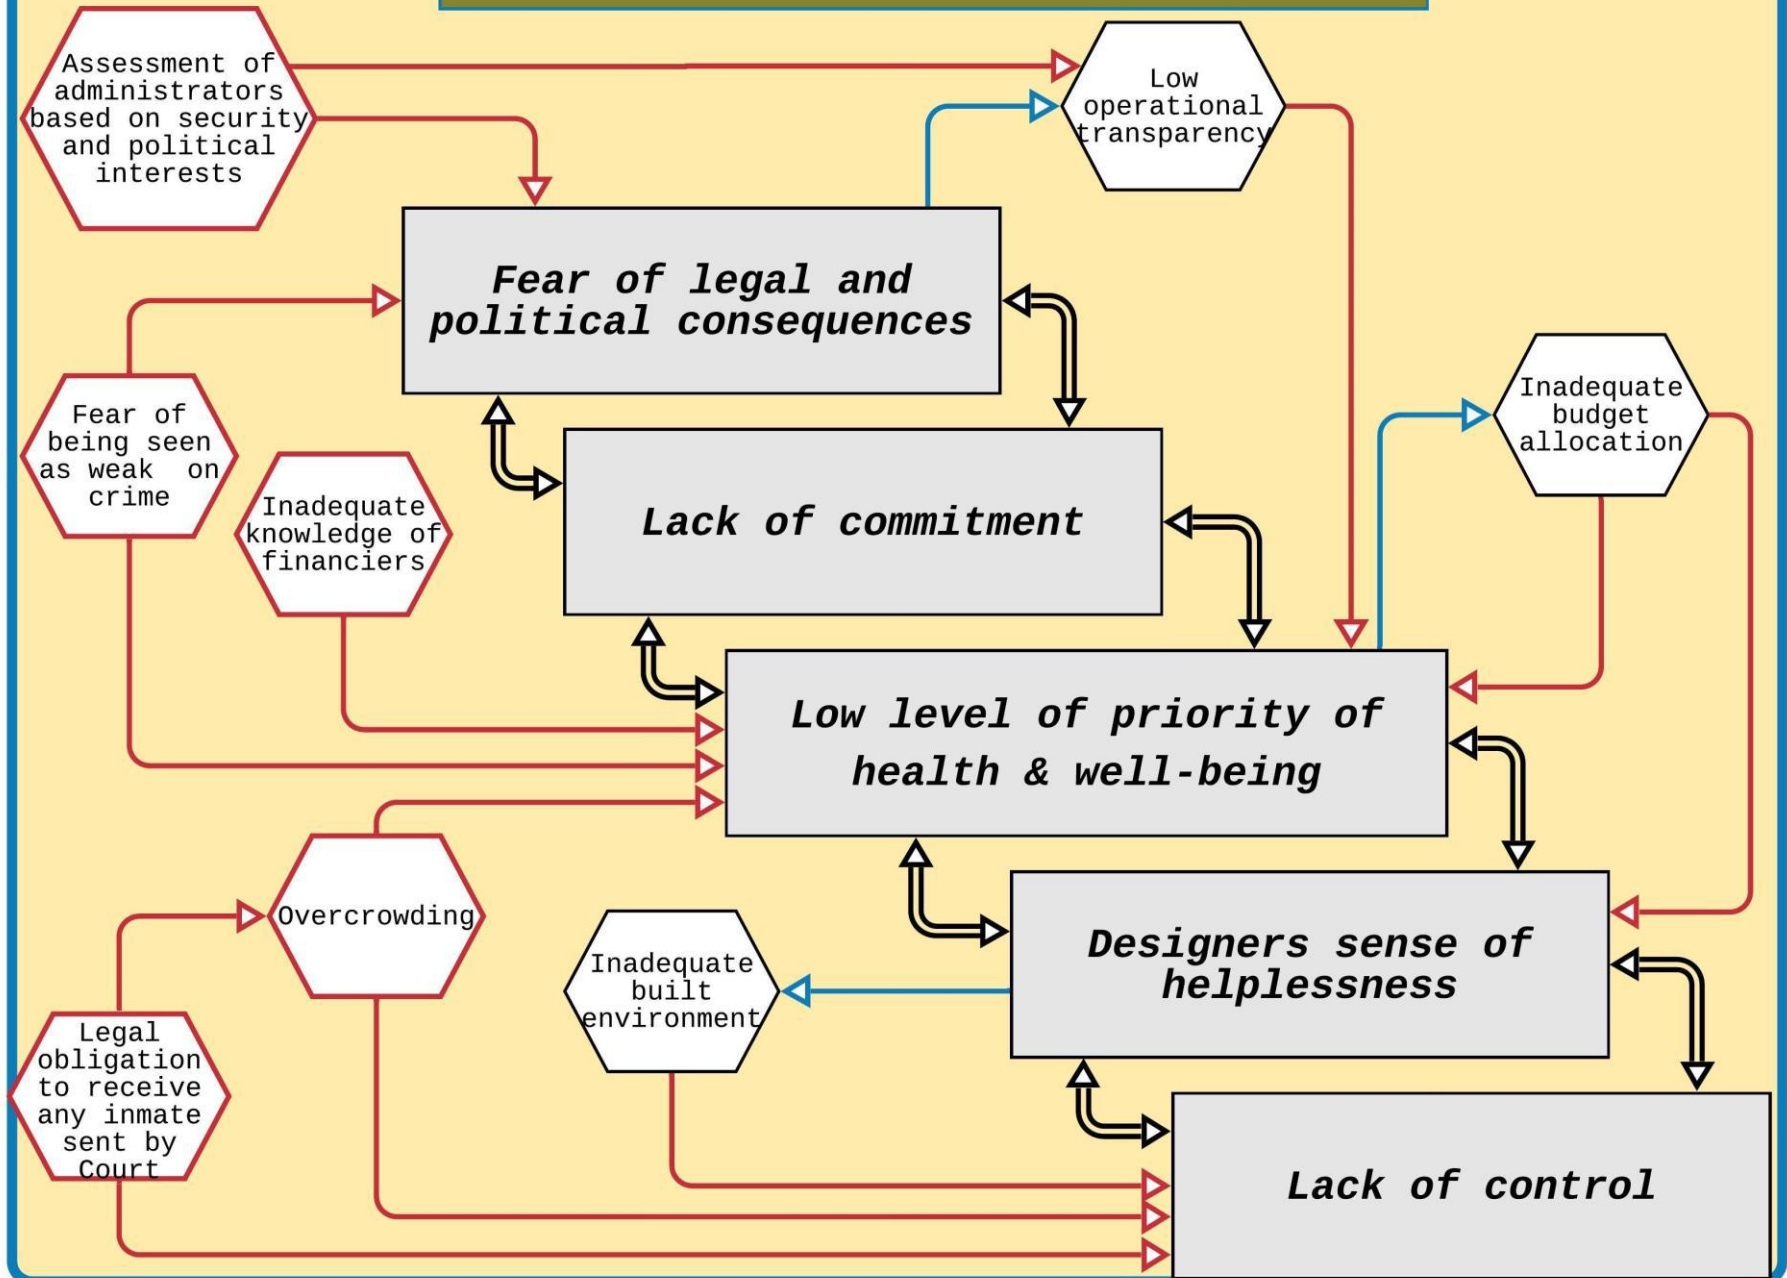 Assessment of
administrators
based on security
and political
interests
Low
operational
transparency
Fear of legal and
political consequences
Inadequate
budget
allocation
Fear of
being seen
as weak  on
crime
Inadequate
knowledge of
financiers
Lack of commitment
Low level of priority of
health & well-being
Overcrowding
Inadequate
built
environment
Designers sense of
helplessness
Legal
obligation
to receive
any inmate
sent by
Court
Lack of control